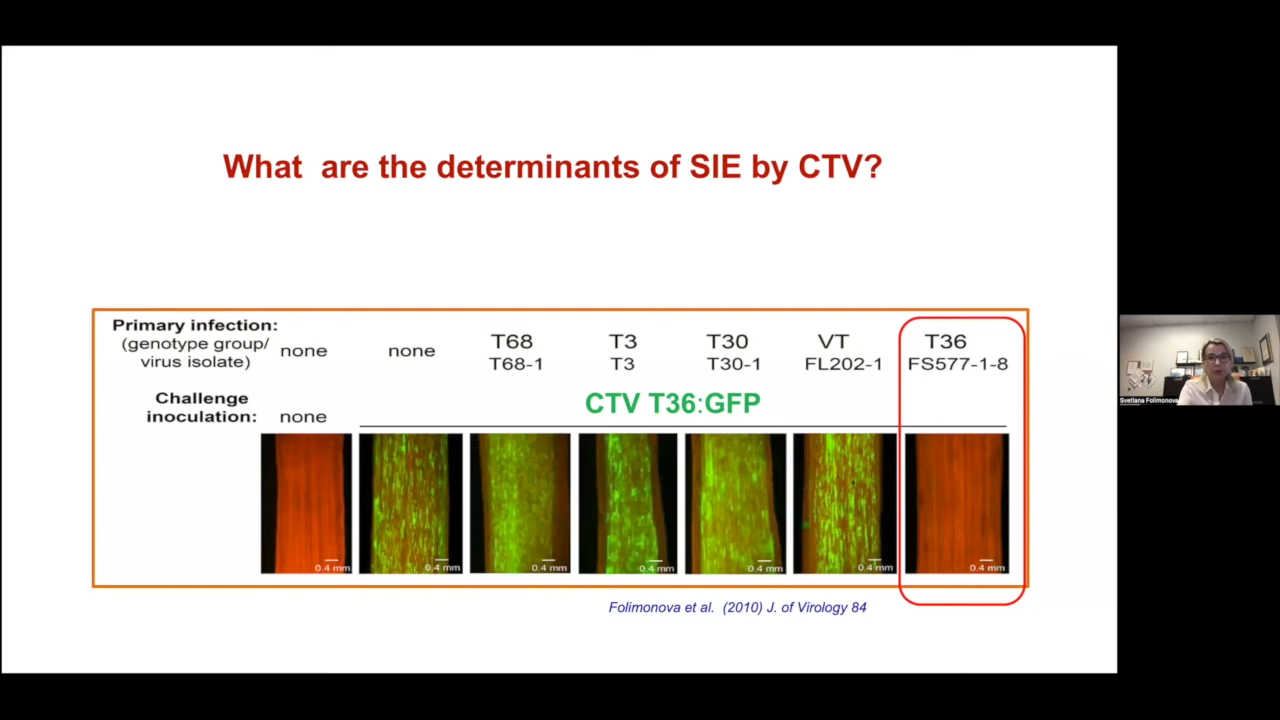 What are the determinants of SIE by CTV?
Primary infection:
(genotype group/
virus isolate)
none
none
T68
T68-1
T3
T3
T30
T30-1
VT
FL202-1
T36
FS577-1-8
Challenge
inoculation:
none
CTV T36:GFP
0.4 mm
0.4 mm
0.4 mm
0.4 mm
0.4 mm
0.4 mm
0.4 mm
Folimonova et al. (2010) J. of Virology 84
Svetlana Folimonova